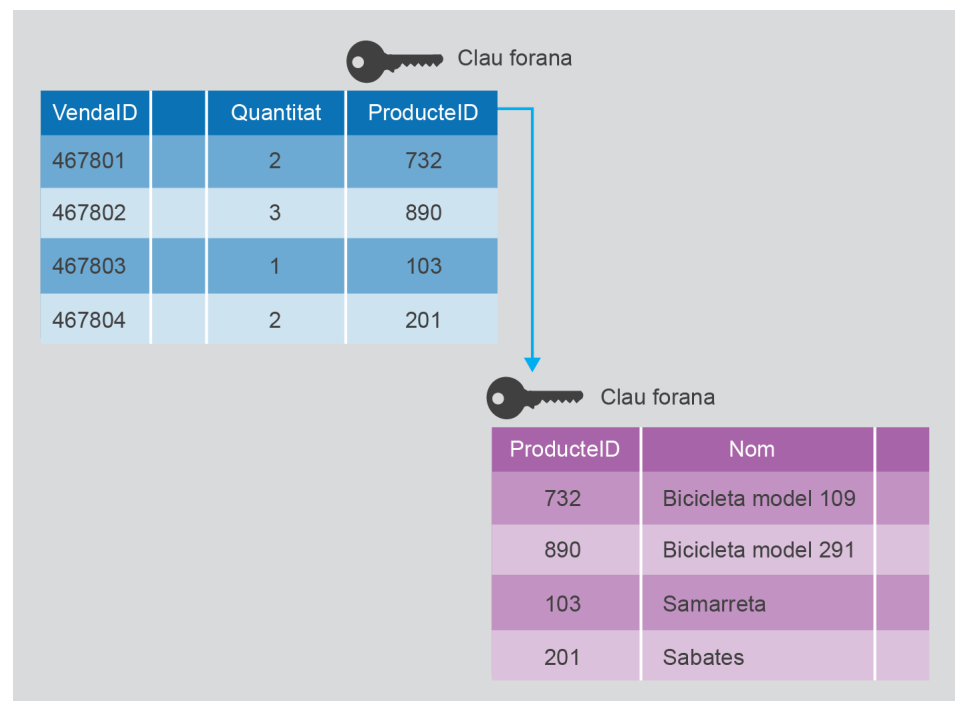 Clau forana
VendaID Quantitat ProducteID
467801 2 732
467802 3 890
467803 1 103
467804 2 201
Clau forana
ProducteID Nom
732 Bicicleta model 109
890 Bicicleta model 291
103 Samarreta
201 Sabates